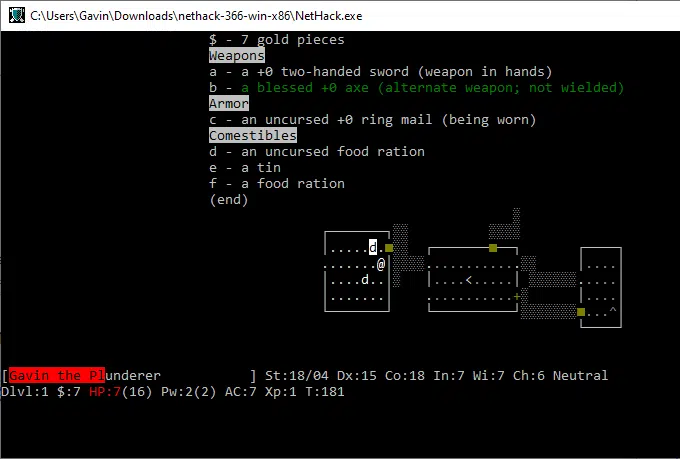 C:\Users\Gavin\Downloads\nethack-366-win-x86\NetHack.exe
$ - 7 gold pieces
Weapons
a - a +0 two-handed sword (weapon in hands)
b - a blessed +0 axe (alternate weapon; not wielded)
Armor
c - an uncursed +0 ring mail (being worn)
Comestibles
d - an uncursed food ration
e - a tin
f - a food ration
(end)
|.....d.■
.......@| ............ |....|
|....d..| |....<.....| .....
|.......| ...........+ |....|
■...^|
[Gavin the Plunderer ] St:18/04 Dx:15 Co:18 In:7 Wi:7 Ch:6 Neutral
Dlvl:1 $:7 HP:7(16) Pw:2(2) AC:7 Xp:1 T:181